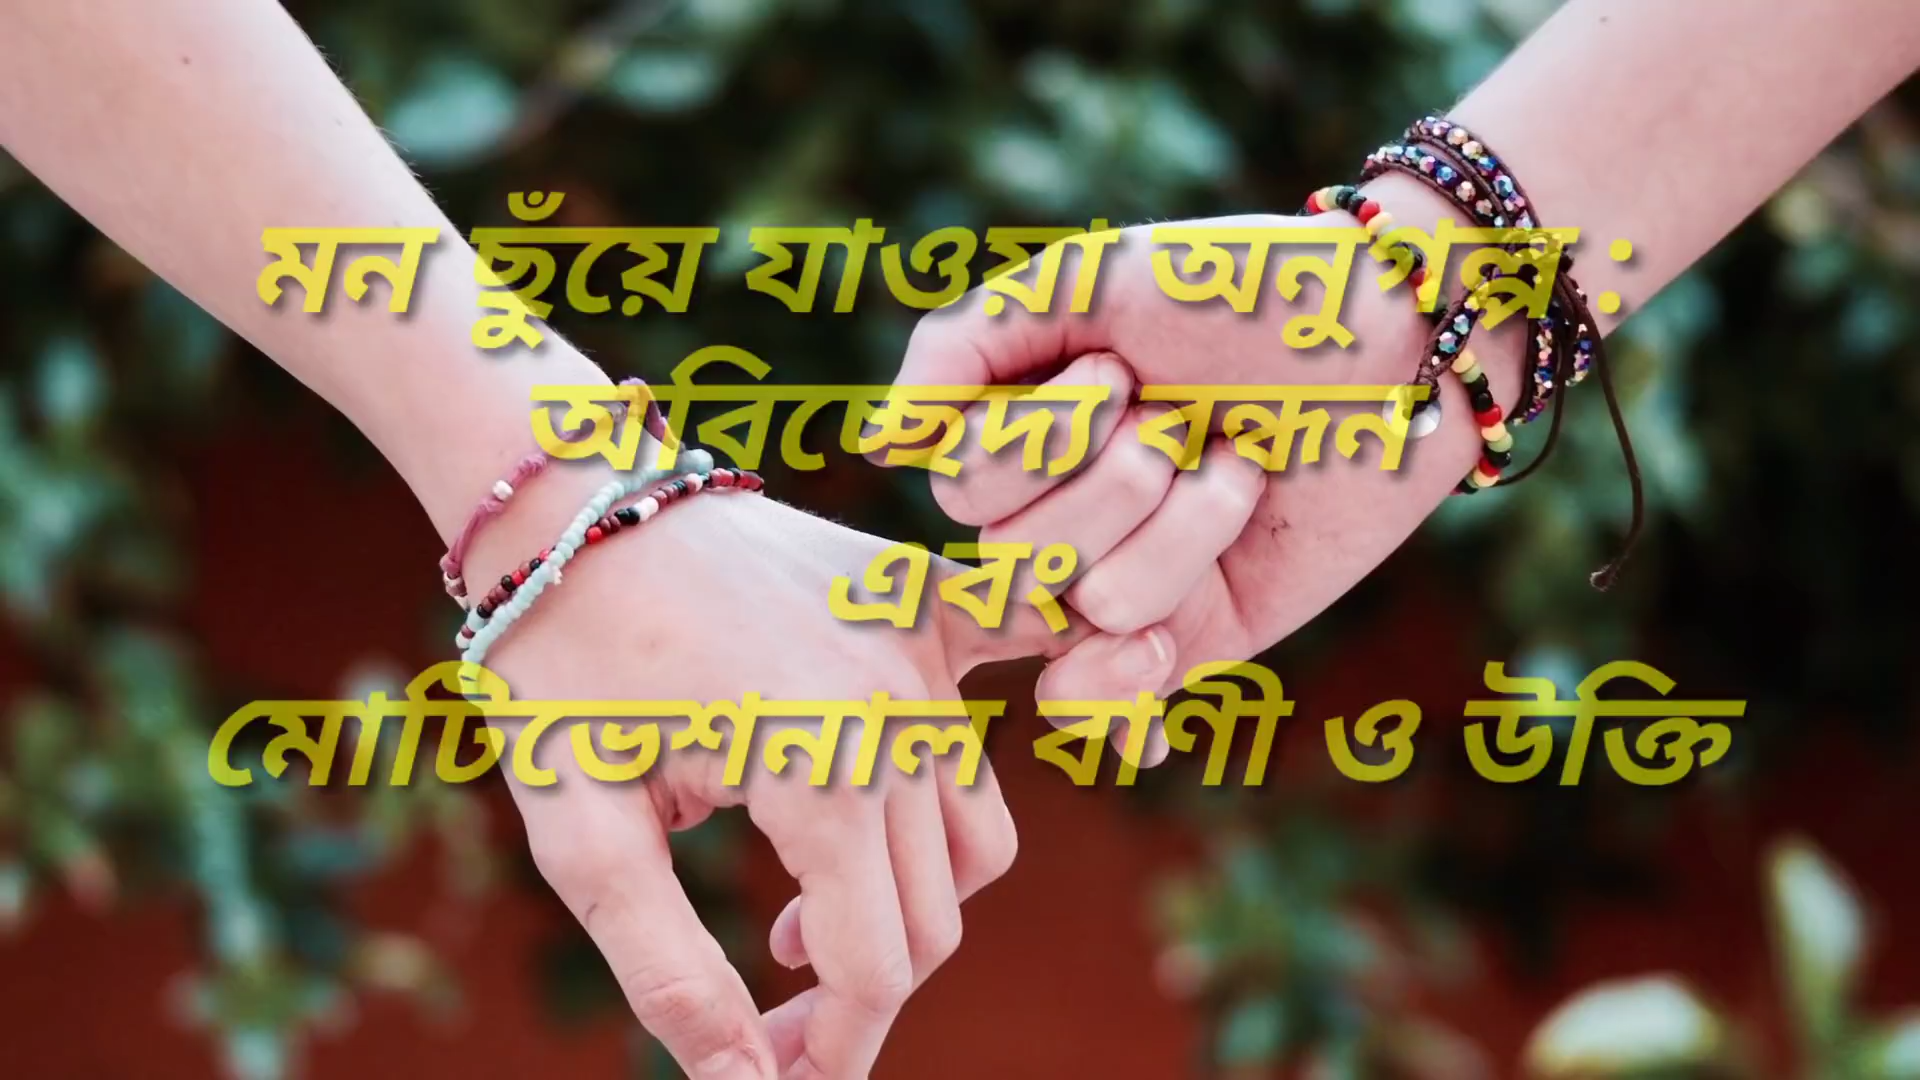 মন ছুঁয়ে যাওয়া অনুগল্প :
অবিচ্ছেদ্য বন্ধন
এবং
মোটিভেশনাল বাণী ও উক্তি